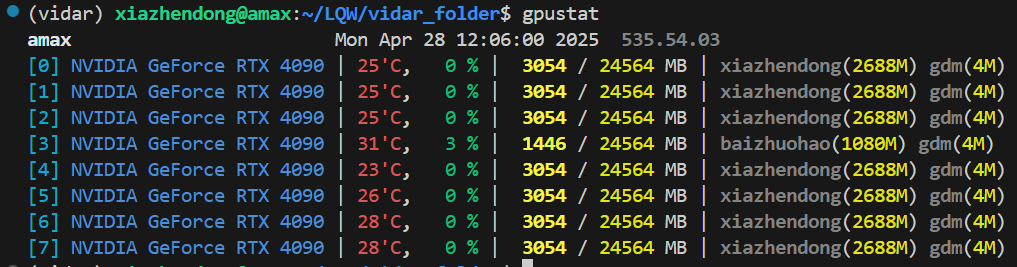 (vidar) xiazhendong@amax:~/LQW/vidar_folder$ gpustat
amax Mon Apr 28 12:06:00 2025 535.54.03
[0] NVIDIA GeForce RTX 4090 | 25'C, 0 % | 3054 / 24564 MB | xiazhendong(2688M) gdm(4M)
[1] NVIDIA GeForce RTX 4090 | 25'C, 0 % | 3054 / 24564 MB | xiazhendong(2688M) gdm(4M)
[2] NVIDIA GeForce RTX 4090 | 25'C, 0 % | 3054 / 24564 MB | xiazhendong(2688M) gdm(4M)
[3] NVIDIA GeForce RTX 4090 | 31'C, 3 % | 1446 / 24564 MB | baizhuohao(1080M) gdm(4M)
[4] NVIDIA GeForce RTX 4090 | 23'C, 0 % | 3054 / 24564 MB | xiazhendong(2688M) gdm(4M)
[5] NVIDIA GeForce RTX 4090 | 26'C, 0 % | 3054 / 24564 MB | xiazhendong(2688M) gdm(4M)
[6] NVIDIA GeForce RTX 4090 | 28'C, 0 % | 3054 / 24564 MB | xiazhendong(2688M) gdm(4M)
[7] NVIDIA GeForce RTX 4090 | 28'C, 0 % | 3054 / 24564 MB | xiazhendong(2688M) gdm(4M)